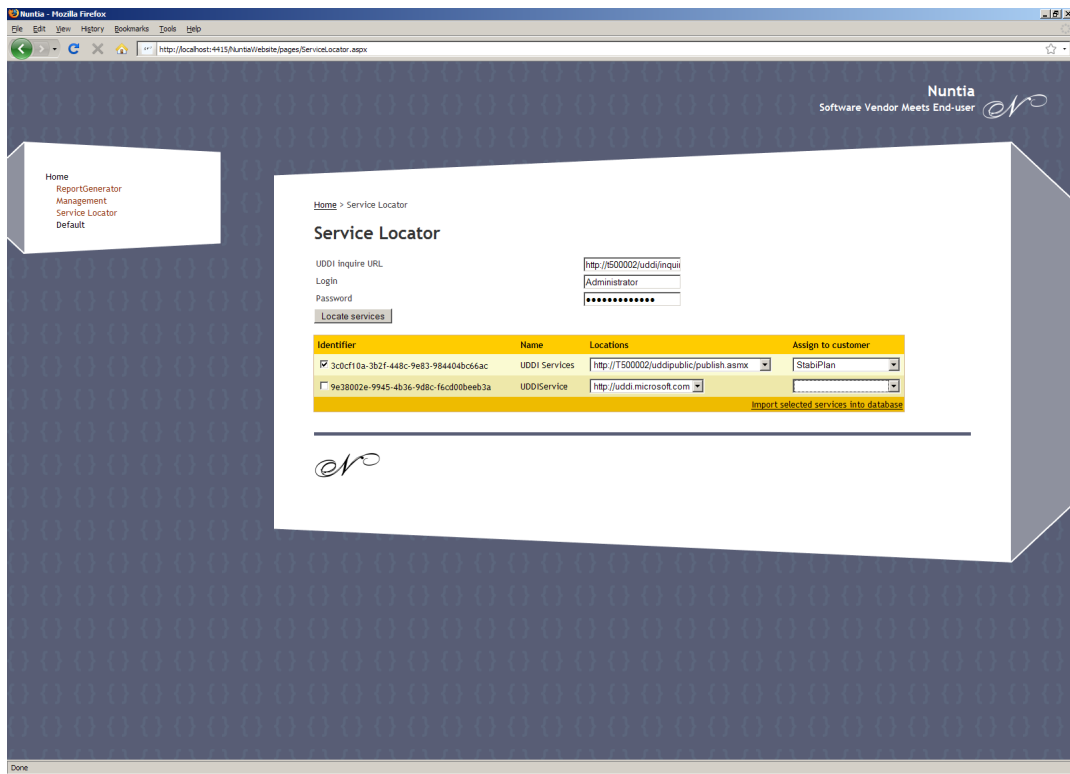 Nuntia - Mozilla Firefox
File Edit View History Bookmarks Tools Help
http://localhost:4415/NuntiaWebsite/pages/ServiceLocator.aspx
Nuntia
Software Vendor Meets End-user
N
Home
ReportGenerator
Management
Service Locator
Default
Home > Service Locator
Service Locator
UDDI inquire URL http://t500002/uddi/inqui
Login Administrator
Password •••••••••••••
Locate services
Identifier Name Locations Assign to customer
3c0cf10a-3b2f-448c-9e83-984404bc66ac UDDI Services http://T500002/uddipublic/publish.asmx StabiPlan
9e38002e-9945-4b36-9d8c-f6cd00beeb3a UDDIService http://uddi.microsoft.com
Import selected services into database
N
Done